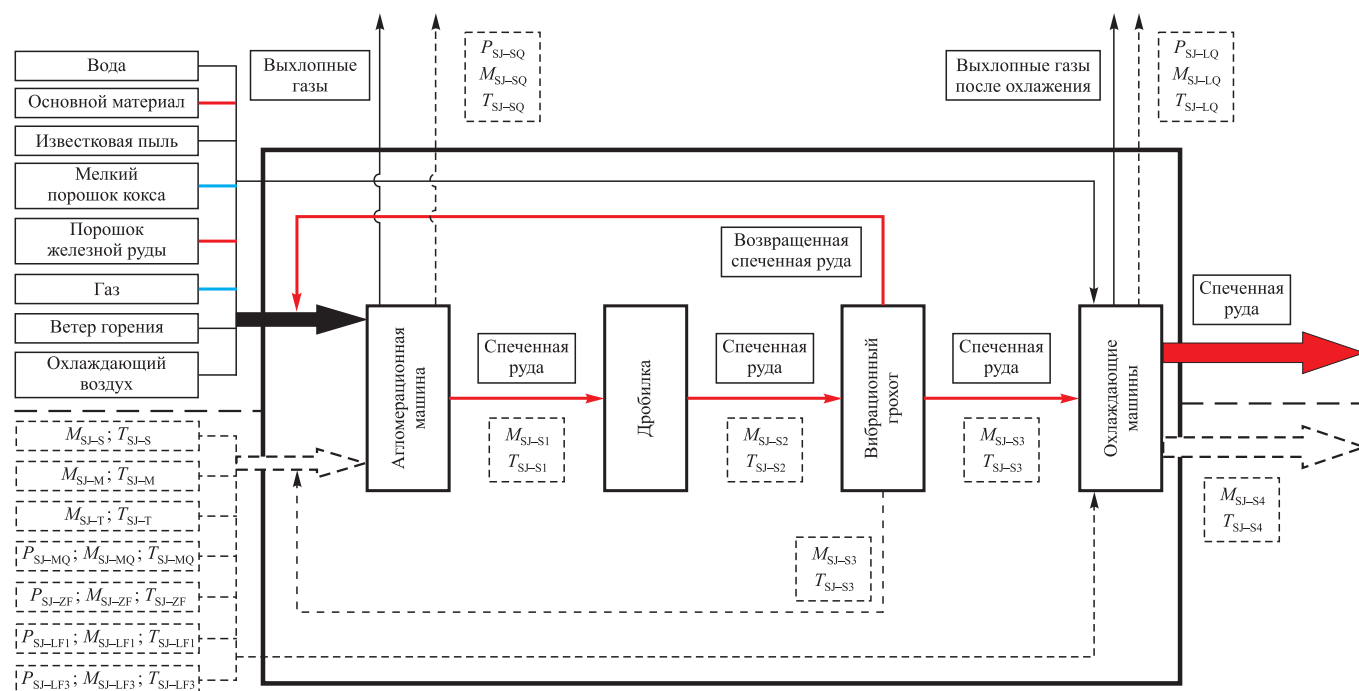 Вода
Основной материал
Известковая пыль
Мелкий
порошок кокса
Порошок
железной руды
Газ
Ветер горения
Охлаждающий
воздух
M_SJ–S; T_SJ–S
M_SJ–M; T_SJ–M
M_SJ–T; T_SJ–T
P_SJ–MQ; M_SJ–MQ; T_SJ–MQ
P_SJ–ZF; M_SJ–ZF; T_SJ–ZF
P_SJ–LF1; M_SJ–LF1; T_SJ–LF1
P_SJ–LF3; M_SJ–LF3; T_SJ–LF3
Выхлопные
газы
P_SJ–SQ
M_SJ–SQ
T_SJ–SQ
Выхлопные газы
после охлажения
P_SJ–LQ
M_SJ–LQ
T_SJ–LQ
Возвращенная
спеченная руда
Агломерационная
машина
Спеченная
руда
M_SJ–S1
T_SJ–S1
Дробилка
Спеченная
руда
M_SJ–S2
T_SJ–S2
Вибрационный
грохот
Спеченная
руда
M_SJ–S3
T_SJ–S3
Охлаждающие
машины
Спеченная
руда
M_SJ–S4
T_SJ–S4
M_SJ–S3
T_SJ–S3